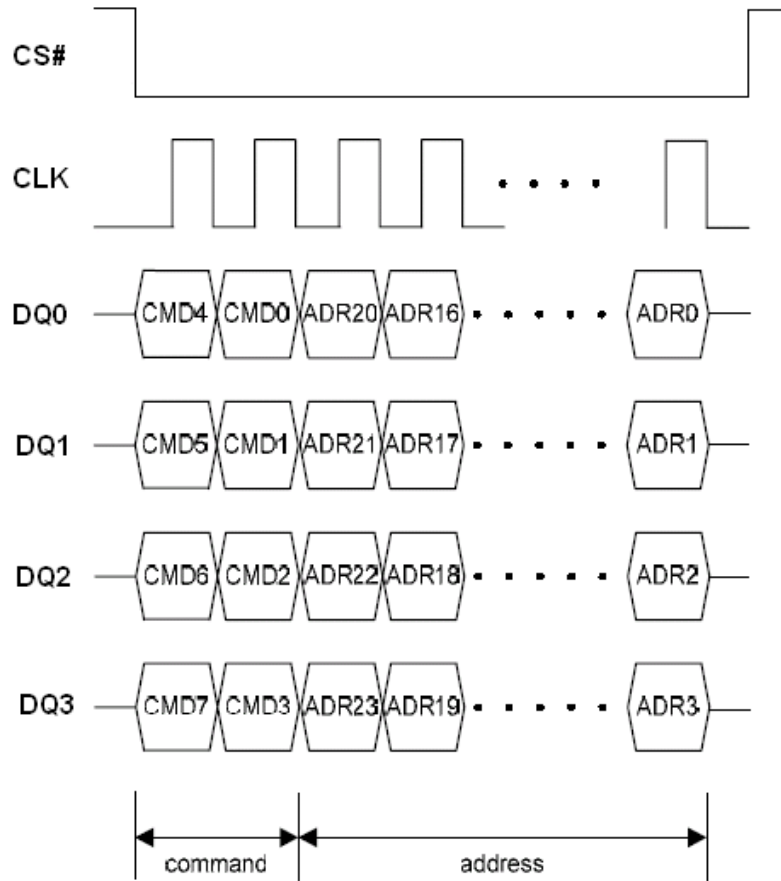 CS#
CLK
DQ0 CMD4 CMD0 ADR20 ADR16 ADR0
DQ1 CMD5 CMD1 ADR21 ADR17 ADR1
DQ2 CMD6 CMD2 ADR22 ADR18 ADR2
DQ3 CMD7 CMD3 ADR23 ADR19 ADR3
command address